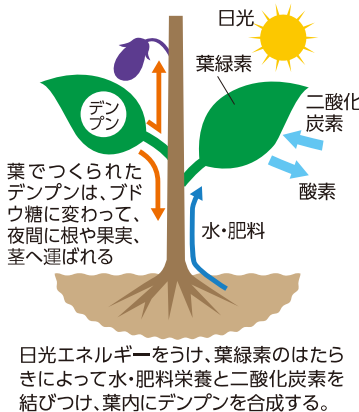 日光
葉緑素
デン
プン
二酸化
炭素
酸素
葉でつくられた
デンプンは、ブド
ウ糖に変わって、
夜間に根や果実、
茎へ運ばれる
水・肥料
日光エネルギーをうけ、葉緑素のはたら
きによって水・肥料栄養と二酸化炭素を
結びつけ、葉内にデンプンを合成する。